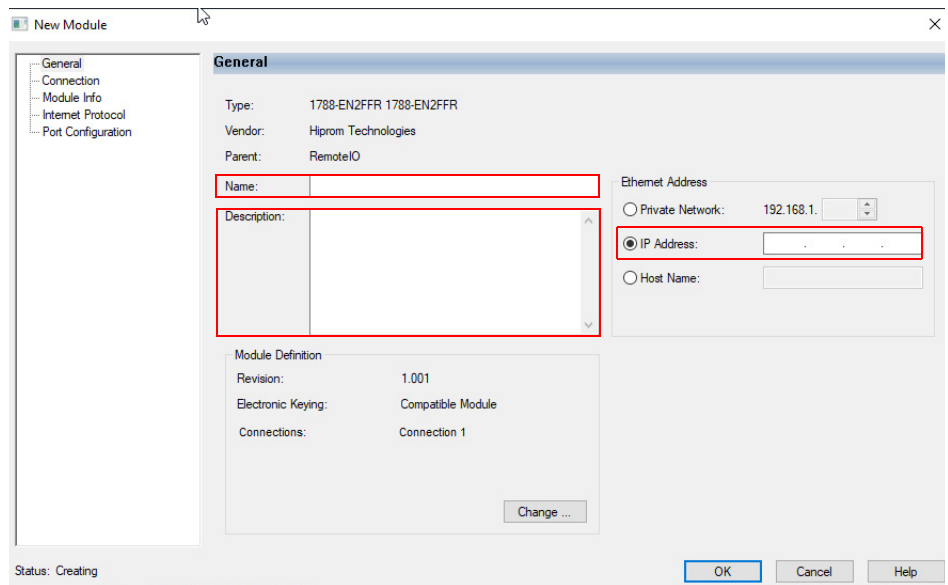 New Module
General
Connection
Module Info
Internet Protocol
Port Configuration
General
Type: 1788-EN2FFR 1788-EN2FFR
Vendor: Hiprom Technologies
Parent: RemoteIO
Name:
Description:
Ethernet Address
Private Network: 192.168.1.
IP Address: . . .
Host Name:
Module Definition
Revision: 1.001
Electronic Keying: Compatible Module
Connections: Connection 1
Change ...
Status: Creating
OK Cancel Help